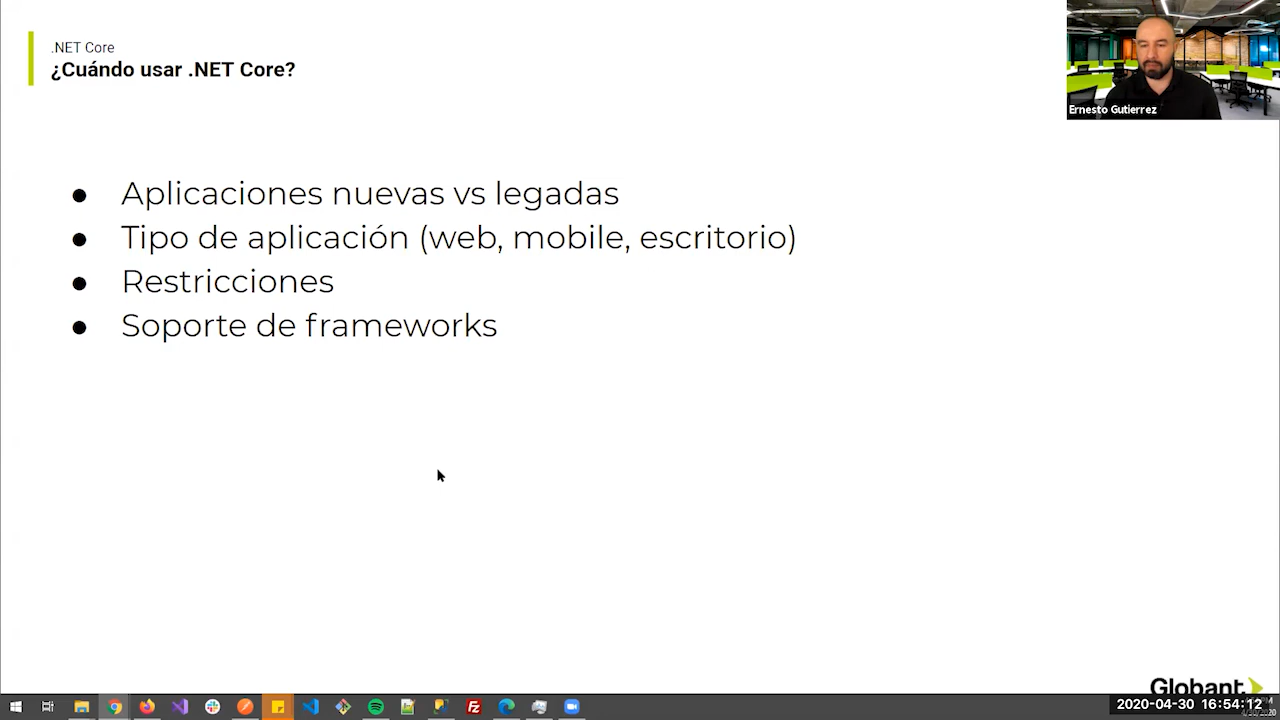 .NET Core
¿Cuándo usar .NET Core?
Ernesto Gutierrez
● Aplicaciones nuevas vs legadas
● Tipo de aplicación (web, mobile, escritorio)
● Restricciones
● Soporte de frameworks
Globant
2020-04-30 16:54:12